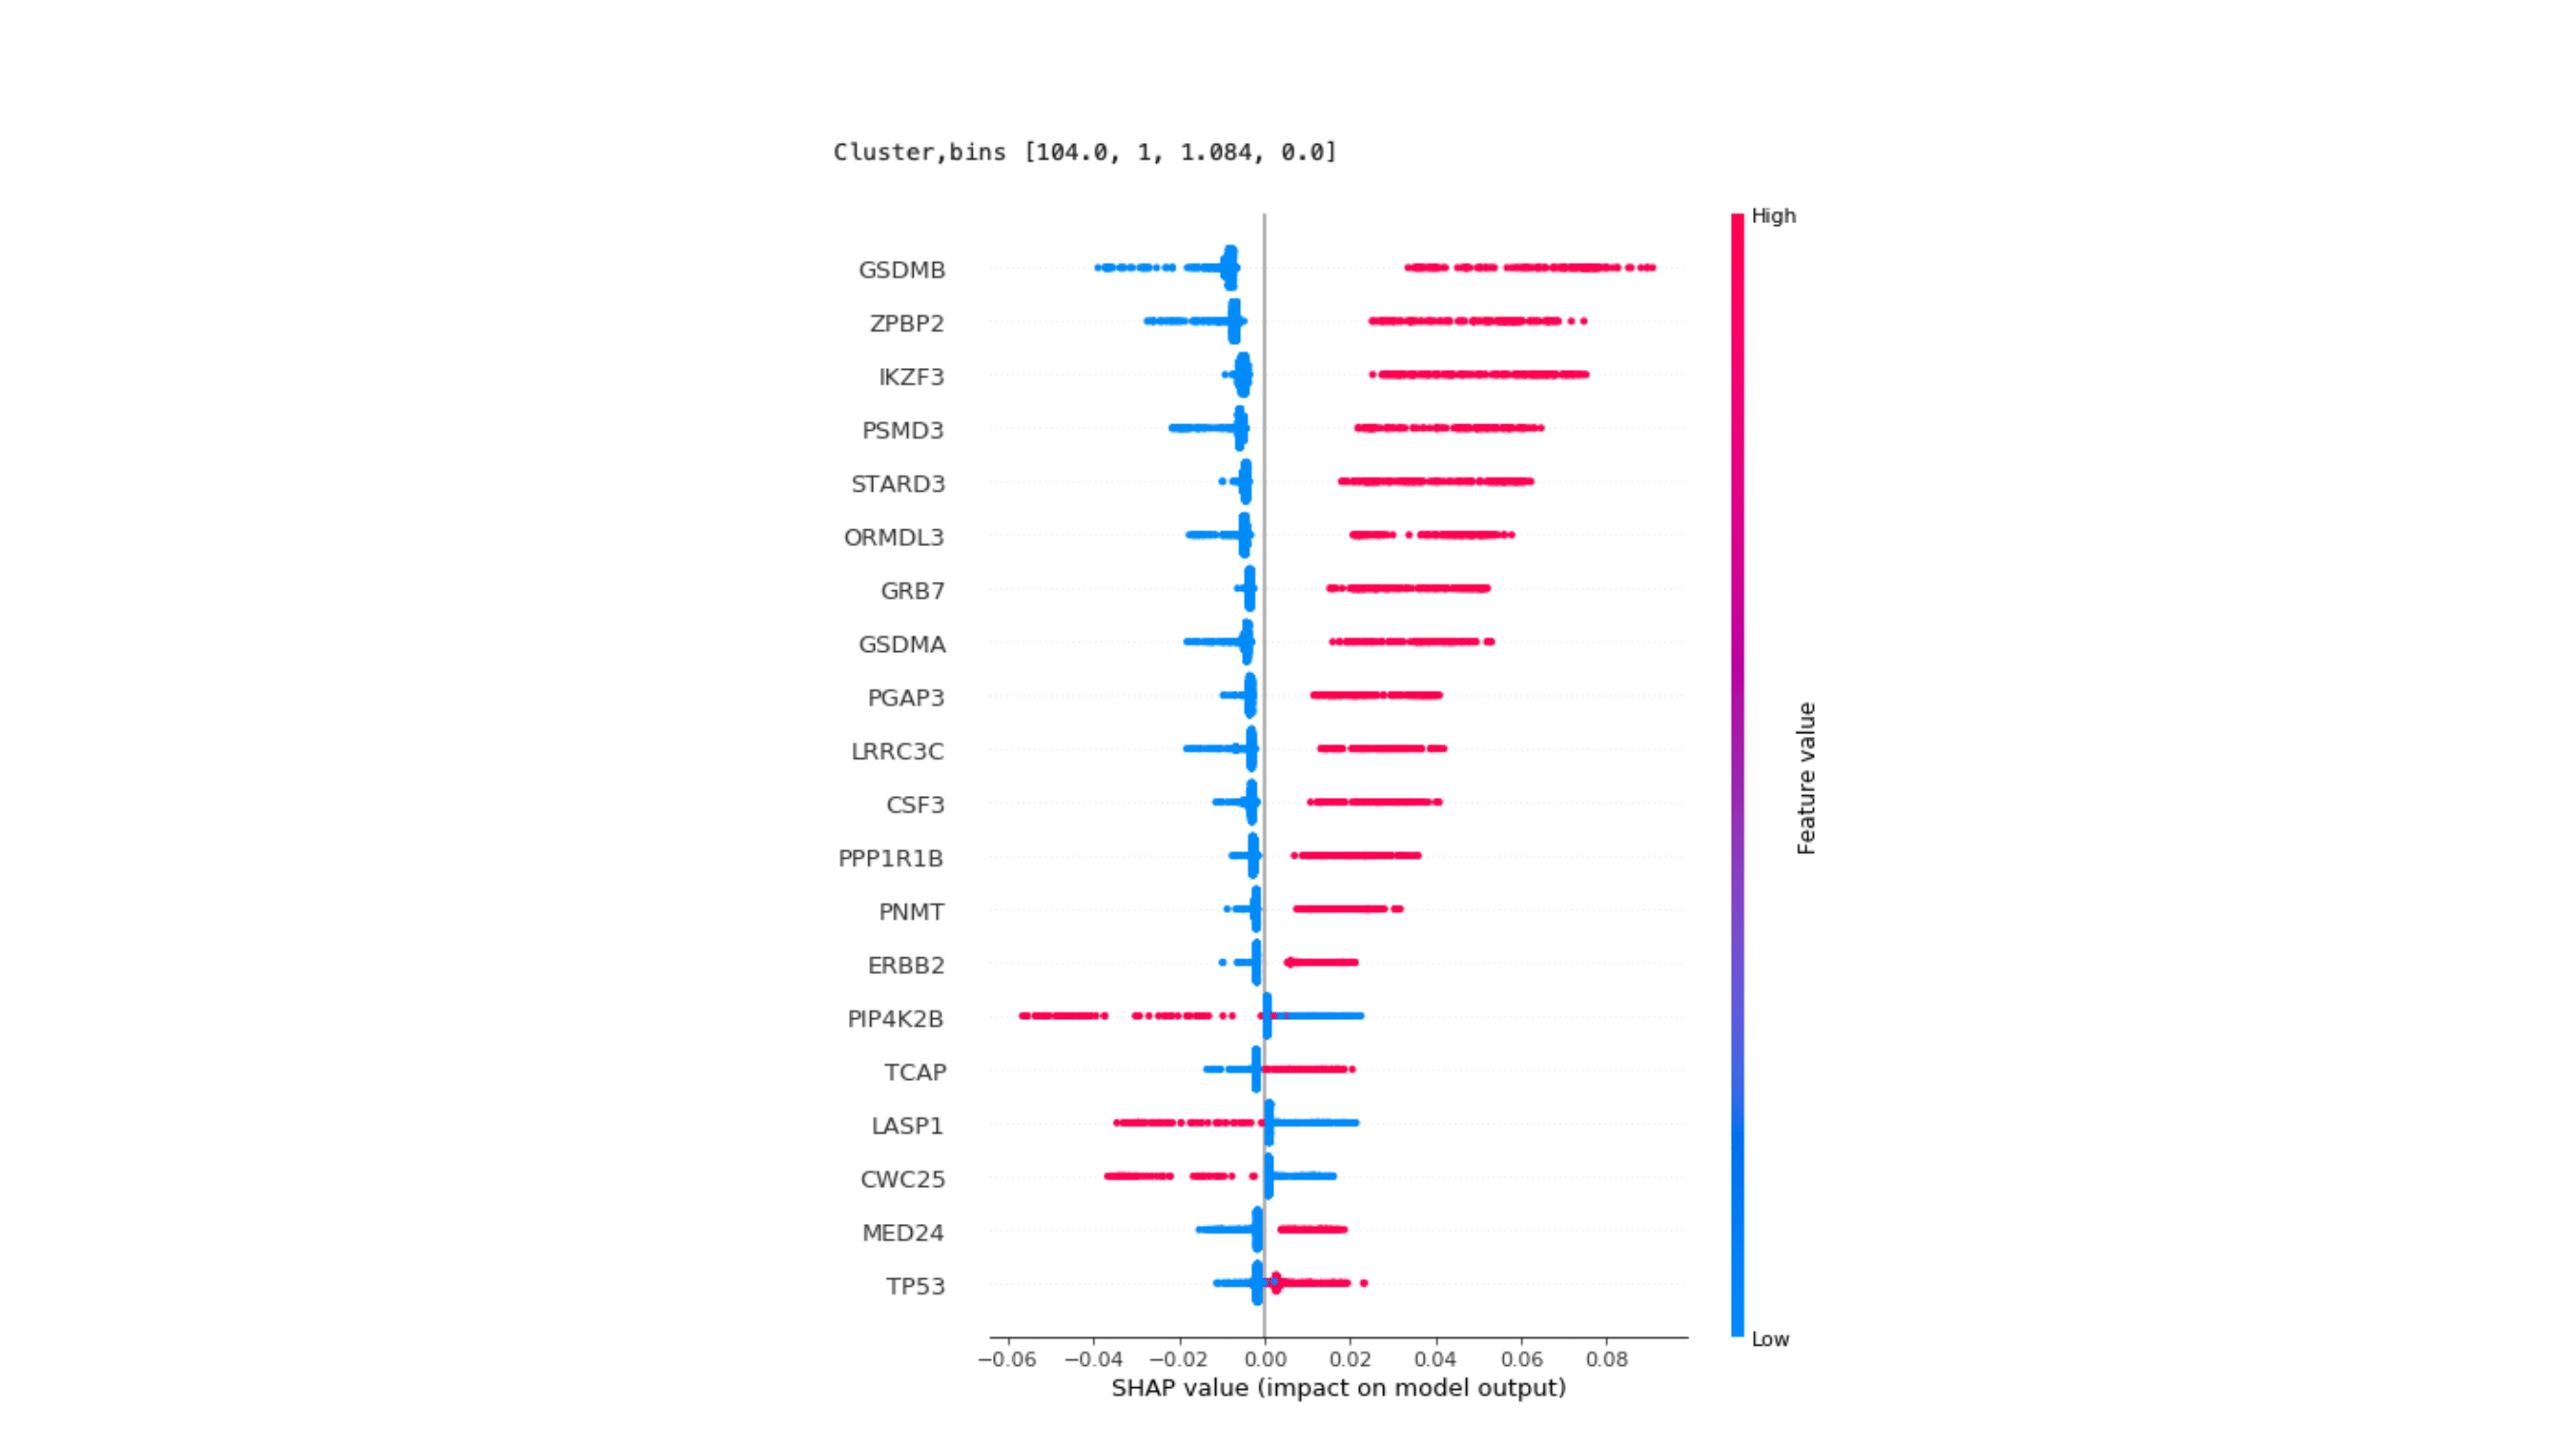 Cluster,bins [104.0, 1, 1.084, 0.0]
High
GSDMB
ZPBP2
IKZF3
PSMD3
STARD3
ORMDL3
GRB7
GSDMA
PGAP3
LRRC3C
CSF3
PPP1R1B
PNMT
ERBB2
PIP4K2B
TCAP
LASP1
CWC25
MED24
TP53
Feature value
Low
−0.06 −0.04 −0.02 0.00 0.02 0.04 0.06 0.08
SHAP value (impact on model output)